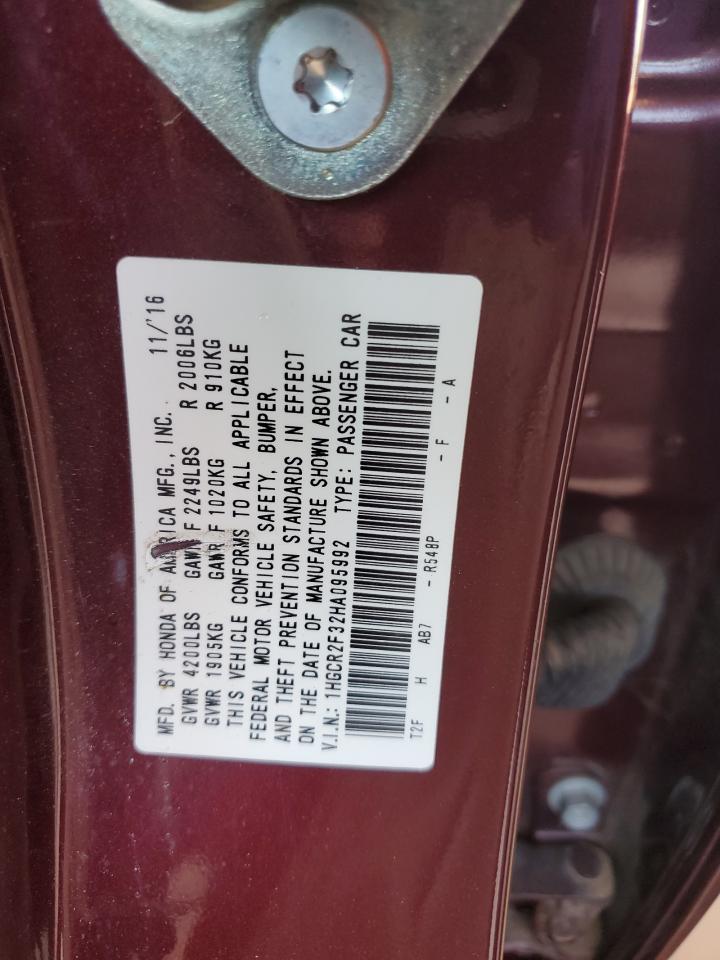 MFD. BY HONDA OF AMERICA MFG., INC. 11/'16
GVWR 4200LBS GAWR F 2249LBS R 2006LBS
GVWR 1905KG GAWR F 1020KG R 910KG
THIS VEHICLE CONFORMS TO ALL APPLICABLE
FEDERAL MOTOR VEHICLE SAFETY, BUMPER,
AND THEFT PREVENTION STANDARDS IN EFFECT
ON THE DATE OF MANUFACTURE SHOWN ABOVE.
V.I.N.: 1HGCR2F32HA095992 TYPE: PASSENGER CAR
T2F H AB7 - R548P - F - A